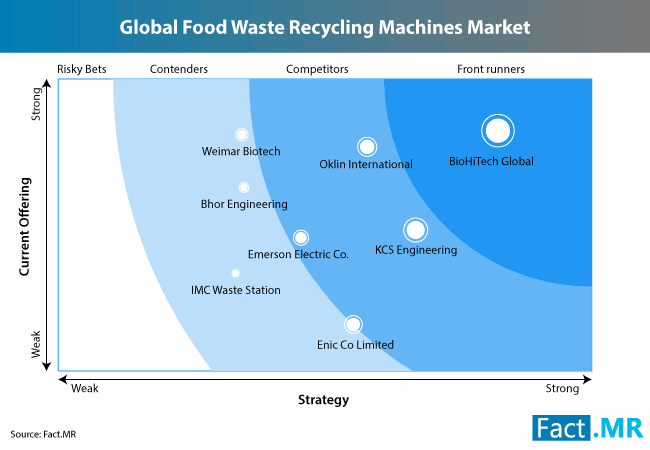 Global Food Waste Recycling Machines Market
Risky Bets
Contenders
Competitors
Front runners
Strong
Current Offering
Weak
Weimar Biotech
Oklin International
BioHiTech Global
Bhor Engineering
Emerson Electric Co.
KCS Engineering
IMC Waste Station
Enic Co Limited
Weak
Strong
Strategy
Source: Fact.MR
Fact.MR